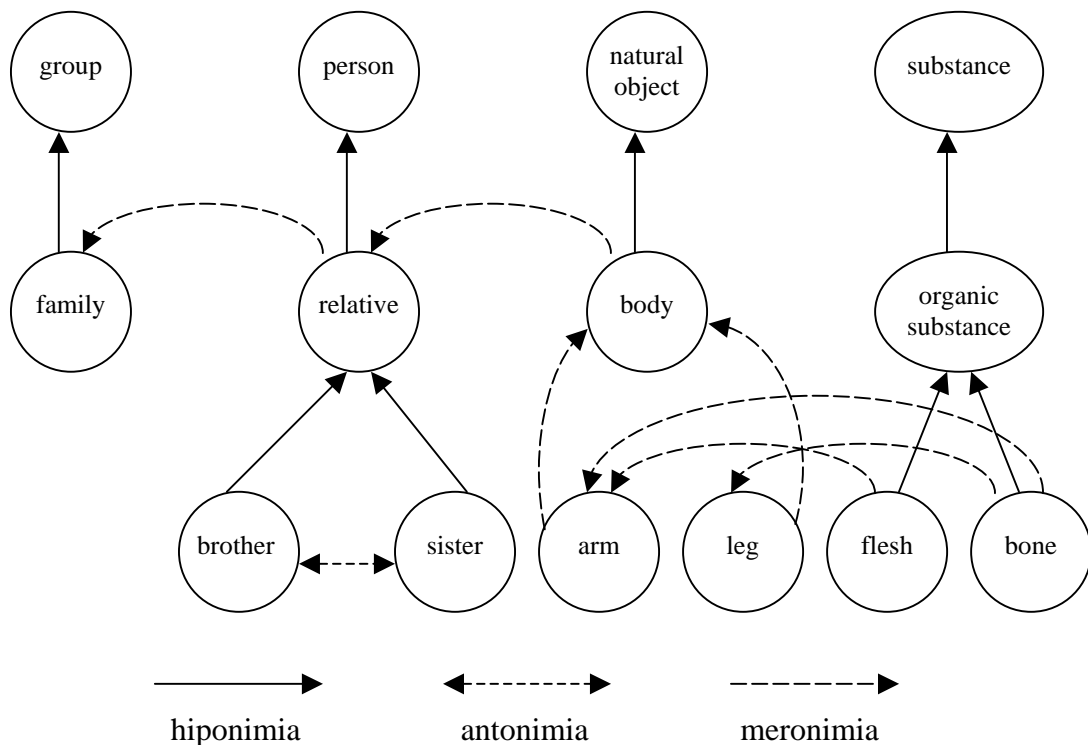 group
person
natural
object
substance
family
relative
body
organic
substance
brother
sister
arm
leg
flesh
bone
hiponimia
antonimia
meronimia